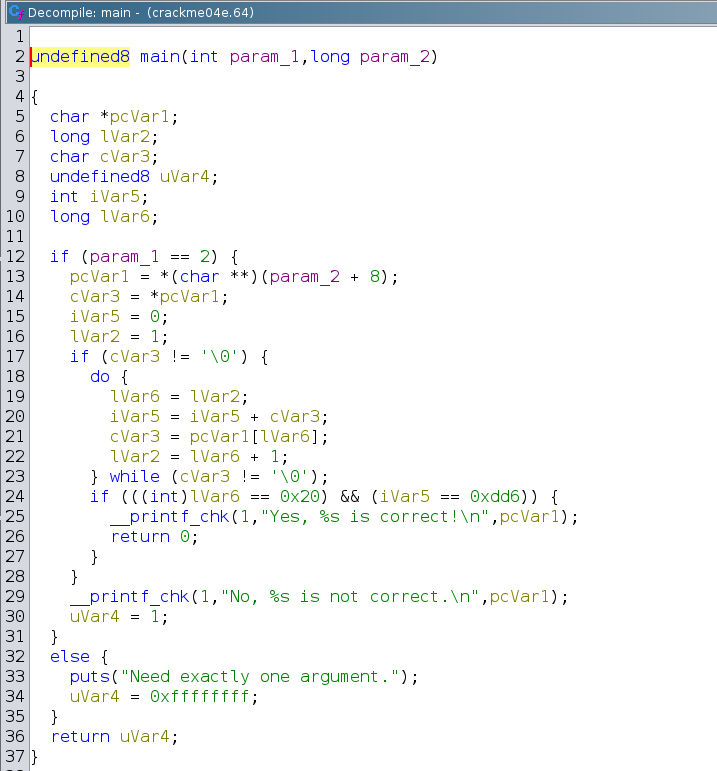 Decompile: main - (crackme04e.64)
1
2 undefined8 main(int param_1,long param_2)
3
4 {
5   char *pcVar1;
6   long lVar2;
7   char cVar3;
8   undefined8 uVar4;
9   int iVar5;
10   long lVar6;
11
12   if (param_1 == 2) {
13     pcVar1 = *(char **)(param_2 + 8);
14     cVar3 = *pcVar1;
15     iVar5 = 0;
16     lVar2 = 1;
17     if (cVar3 != '\0') {
18       do {
19         lVar6 = lVar2;
20         iVar5 = iVar5 + cVar3;
21         cVar3 = pcVar1[lVar6];
22         lVar2 = lVar6 + 1;
23       } while (cVar3 != '\0');
24       if (((int)lVar6 == 0x20) && (iVar5 == 0xdd6)) {
25         __printf_chk(1,"Yes, %s is correct!\n",pcVar1);
26         return 0;
27       }
28     }
29     __printf_chk(1,"No, %s is not correct.\n",pcVar1);
30     uVar4 = 1;
31   }
32   else {
33     puts("Need exactly one argument.");
34     uVar4 = 0xffffffff;
35   }
36   return uVar4;
37 }